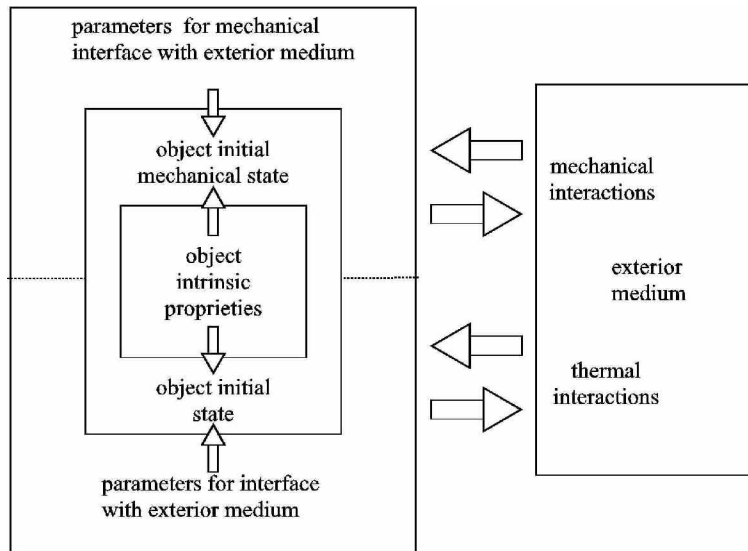 parameters for mechanical
interface with exterior medium
object initial
mechanical state
object
intrinsic
proprieties
object initial
state
parameters for interface
with exterior medium
mechanical
interactions
exterior
medium
thermal
interactions